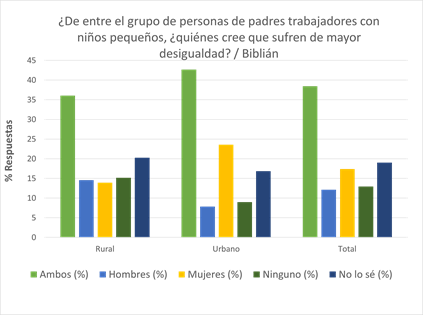 ¿De entre el grupo de personas de padres trabajadores con
niños pequeños, ¿quiénes cree que sufren de mayor
desigualdad? / Biblián
% Respuestas
45
40
35
30
25
20
15
10
5
0
Rural Urbano Total
Ambos (%) Hombres (%) Mujeres (%) Ninguno (%) No lo sé (%)